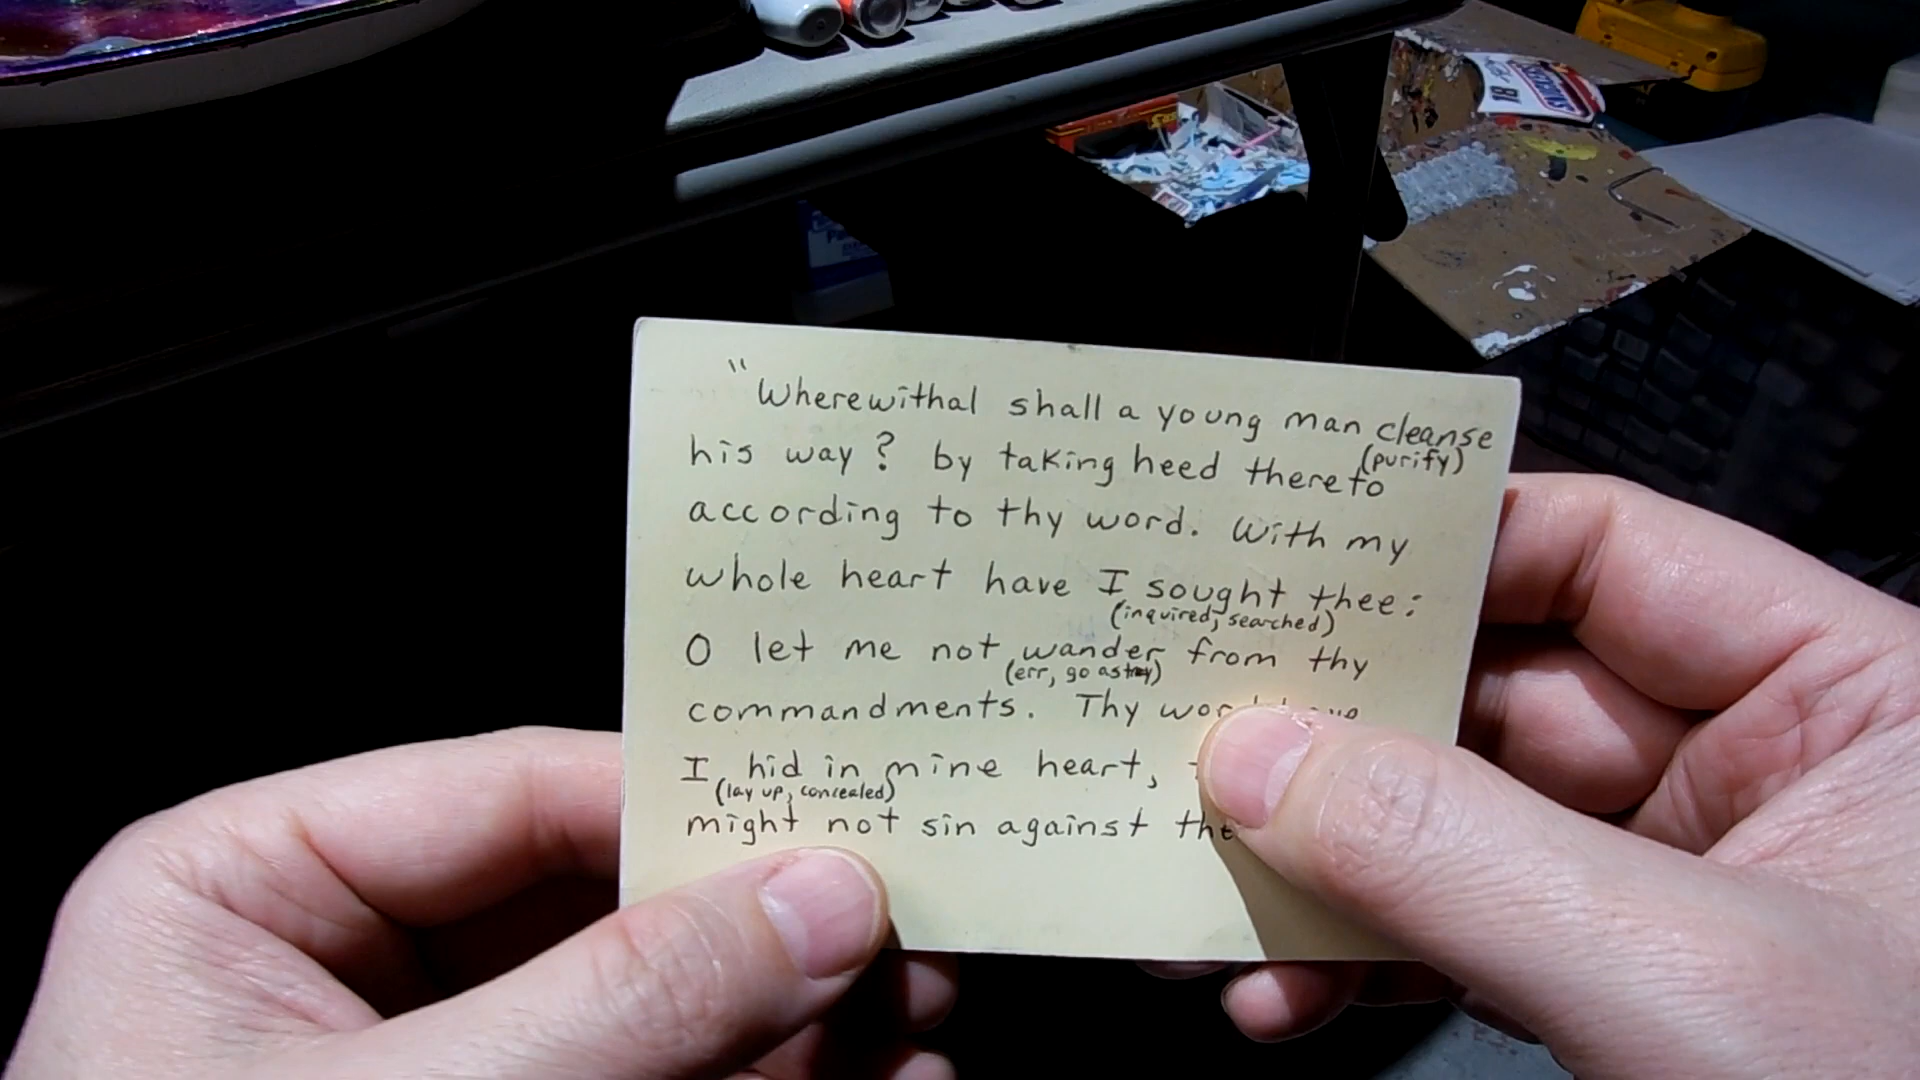 "Wherewithal shall a young man cleanse
(purify)
his way? by taking heed thereto
according to thy word. With my
whole heart have I sought thee:
(inquired, searched)
O let me not wander from thy
(err, go astray)
commandments. Thy
I hid in mine heart,
(lay up, concealed)
might not sin against
18